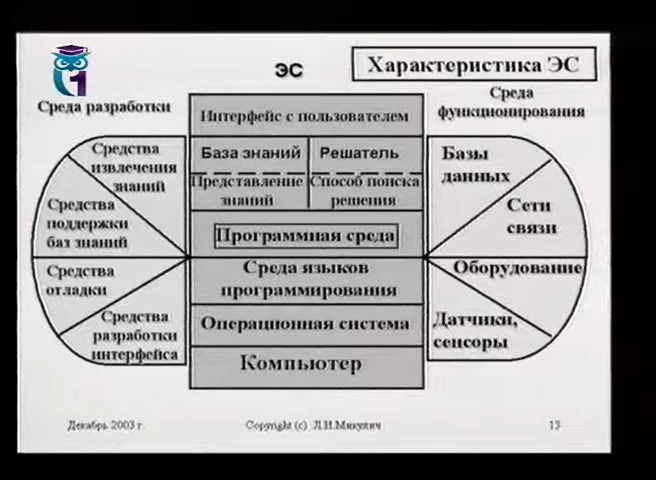 ЭС
Характеристика ЭС
Среда разработки
Среда
функционирования
Интерфейс с пользователем
База знаний
Решатель
Представление
знаний
Способ поиска
решения
Программная среда
Среда языков
программирования
Операционная система
Компьютер
Средства
извлечения
знаний
Средства
поддержки
баз знаний
Средства
отладки
Средства
разработки
интерфейса
Базы
данных
Сети
связи
Оборудование
Датчики,
сенсоры
Декабрь 2003 г.
Copyright (c) Л.И.Микулич
13
1